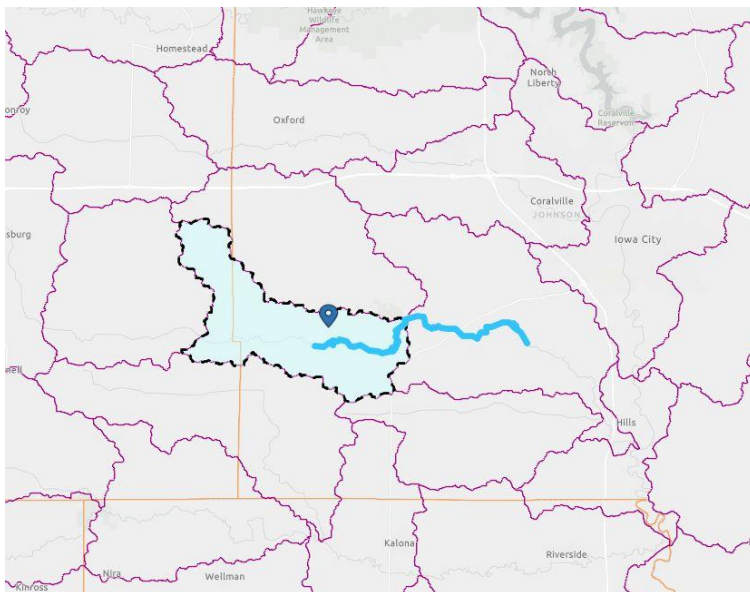 Hawkeye
Wildlife
Management
Area
Homestead
North
Liberty
onroy
Oxford
Coralville
Reservoir
Coralville
JOHNSON
sburg
Iowa City
ell
Hills
Kalona
Riverside
Nira
Wellman
Kinross